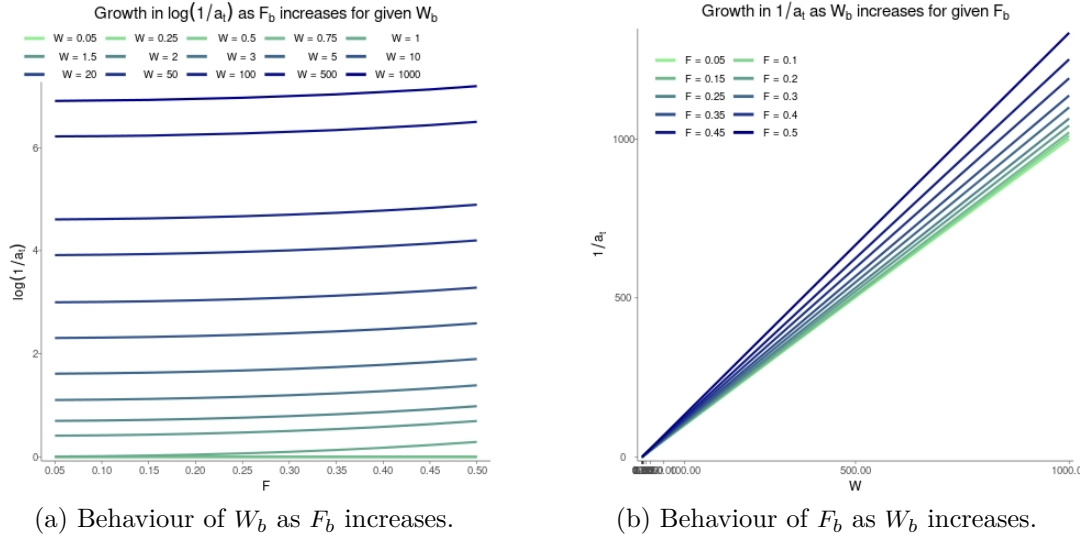 Growth in log(1/aₜ) as F_b increases for given W_b
W = 0.05 W = 0.25 W = 0.5 W = 0.75 W = 1
W = 1.5 W = 2 W = 3 W = 5 W = 10
W = 20 W = 50 W = 100 W = 500 W = 1000
log(1/aₜ)
6
4
2
0
0.05 0.10 0.15 0.20 0.25 0.30 0.35 0.40 0.45 0.50
F
(a) Behaviour of W_b as F_b increases.
Growth in 1/aₜ as W_b increases for given F_b
F = 0.05 F = 0.1
F = 0.15 F = 0.2
F = 0.25 F = 0.3
F = 0.35 F = 0.4
F = 0.45 F = 0.5
1/aₜ
1000
500
0
500.00 1000.0
W
(b) Behaviour of F_b as W_b increases.